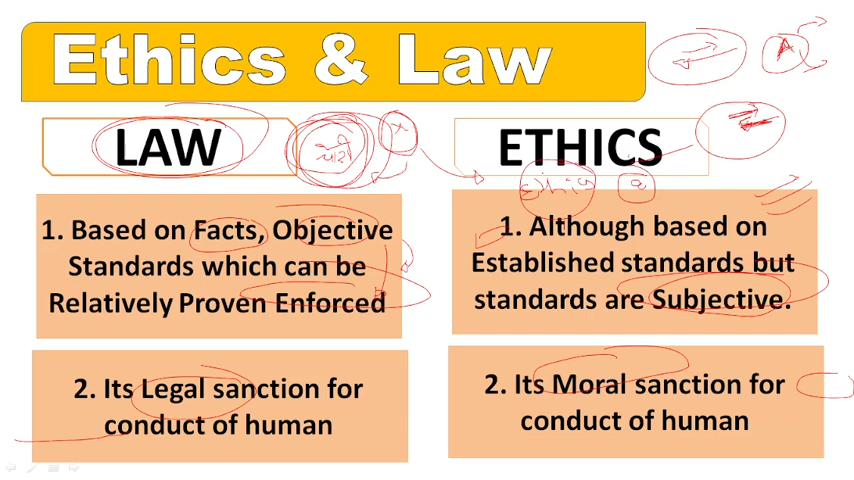 Ethics & Law
LAW
ETHICS
1. Based on Facts, Objective
Standards which can be
Relatively Proven Enforced
1. Although based on
Established standards but
standards are Subjective.
2. Its Legal sanction for
conduct of human
2. Its Moral sanction for
conduct of human